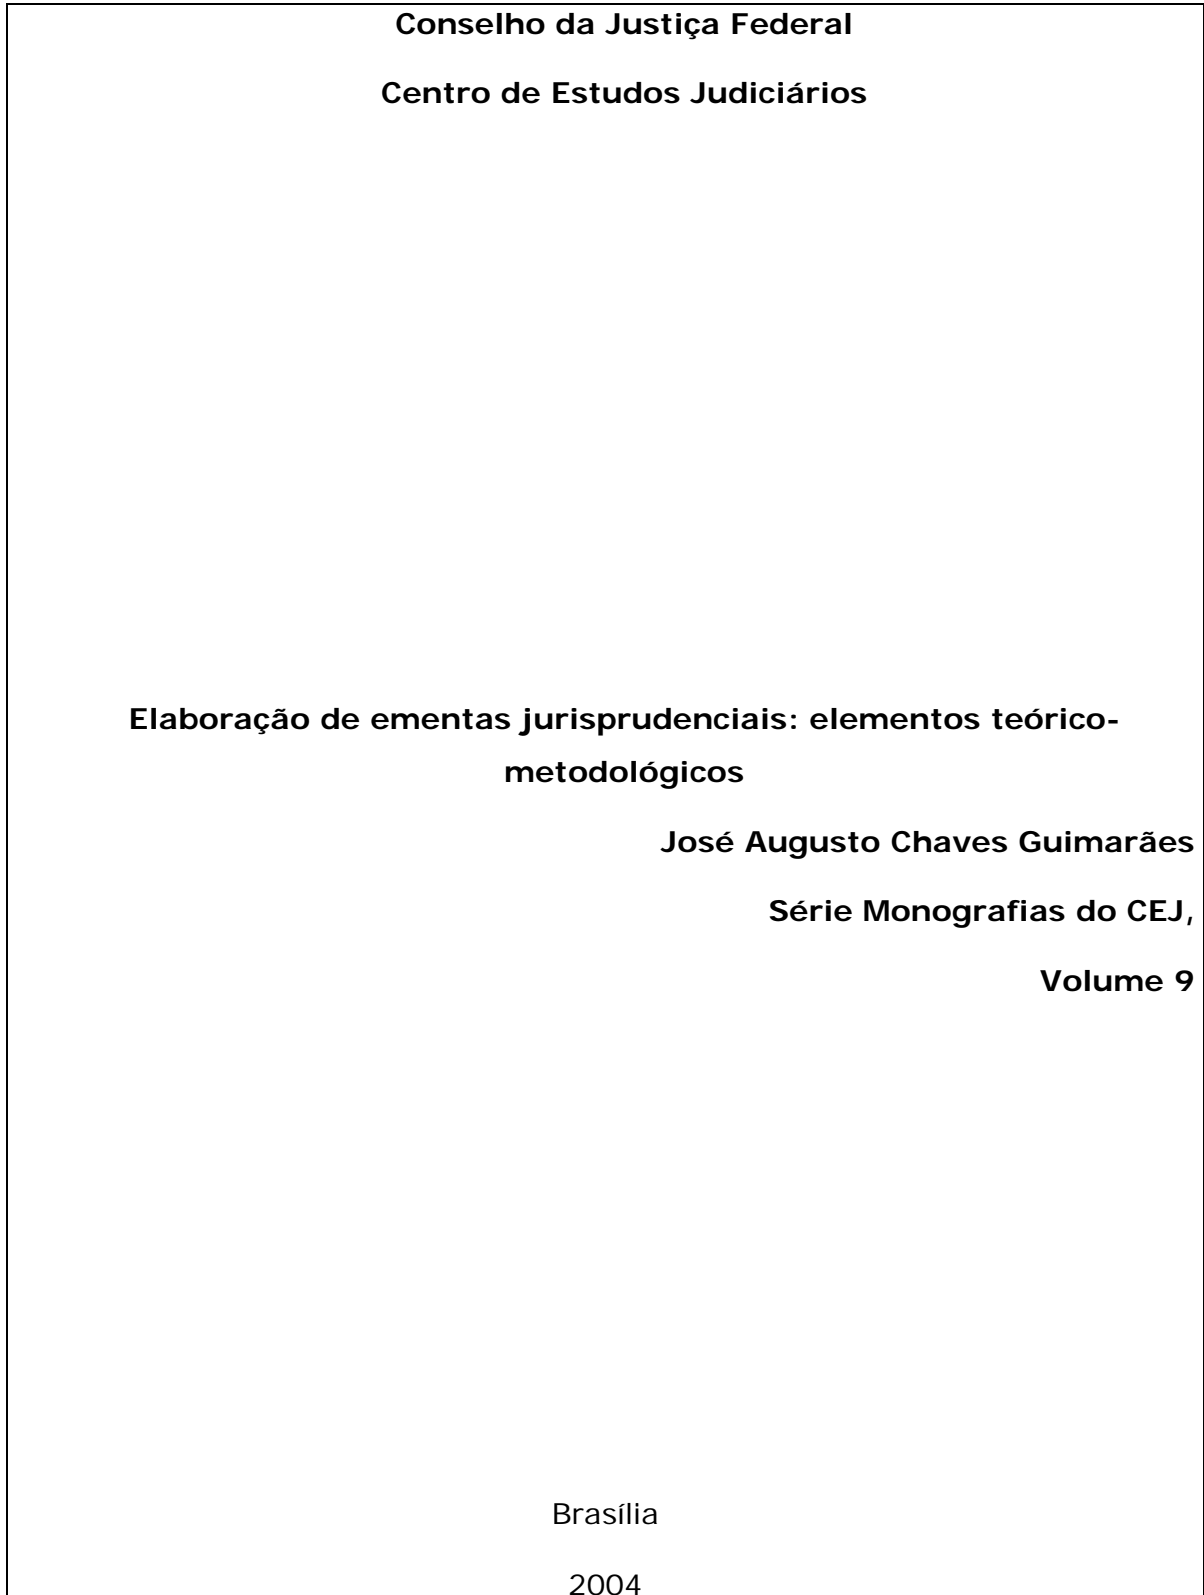 Conselho da Justiça Federal
Centro de Estudos Judiciários
Elaboração de ementas jurisprudenciais: elementos teórico-
metodológicos
José Augusto Chaves Guimarães
Série Monografias do CEJ,
Volume 9
Brasília
2004